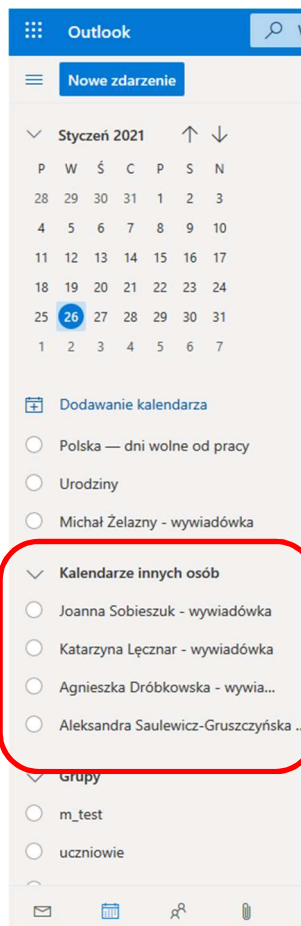 Outlook
Nowe zdarzenie
Styczeń 2021
P W Ś C P S N
28 29 30 31 1 2 3
4 5 6 7 8 9 10
11 12 13 14 15 16 17
18 19 20 21 22 23 24
25 26 27 28 29 30 31
1 2 3 4 5 6 7
Dodawanie kalendarza
Polska — dni wolne od pracy
Urodziny
Michał Żelazny - wywiadówka
Kalendarze innych osób
Joanna Sobieszuk - wywiadówka
Katarzyna Lęcznar - wywiadówka
Agnieszka Dróbkowska - wywia...
Aleksandra Saulewicz-Gruszczyńska ...
Grupy
m_test
uczniowie